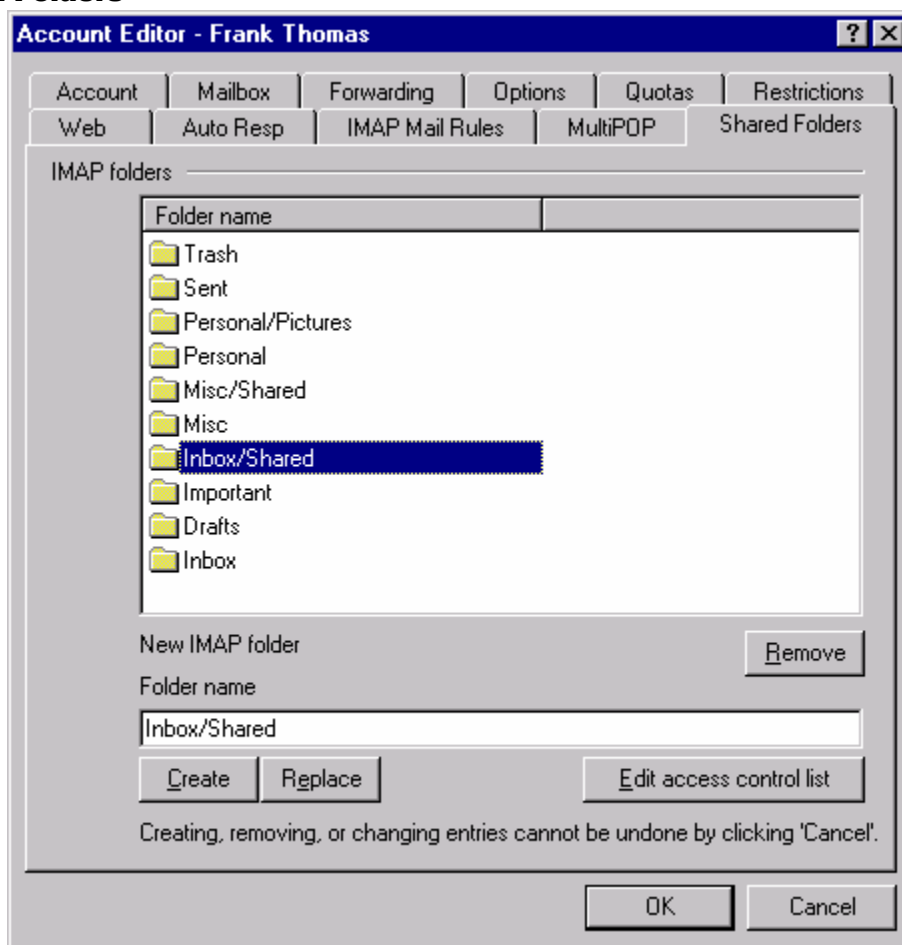 Account Editor - Frank Thomas
Account Mailbox Forwarding Options Quotas Restrictions
Web Auto Resp IMAP Mail Rules MultiPOP Shared Folders
IMAP folders
Folder name
Trash
Sent
Personal/Pictures
Personal
Misc/Shared
Misc
Inbox/Shared
Important
Drafts
Inbox
New IMAP folder
Remove
Folder name
Inbox/Shared
Create Replace Edit access control list
Creating, removing, or changing entries cannot be undone by clicking 'Cancel'.
OK Cancel